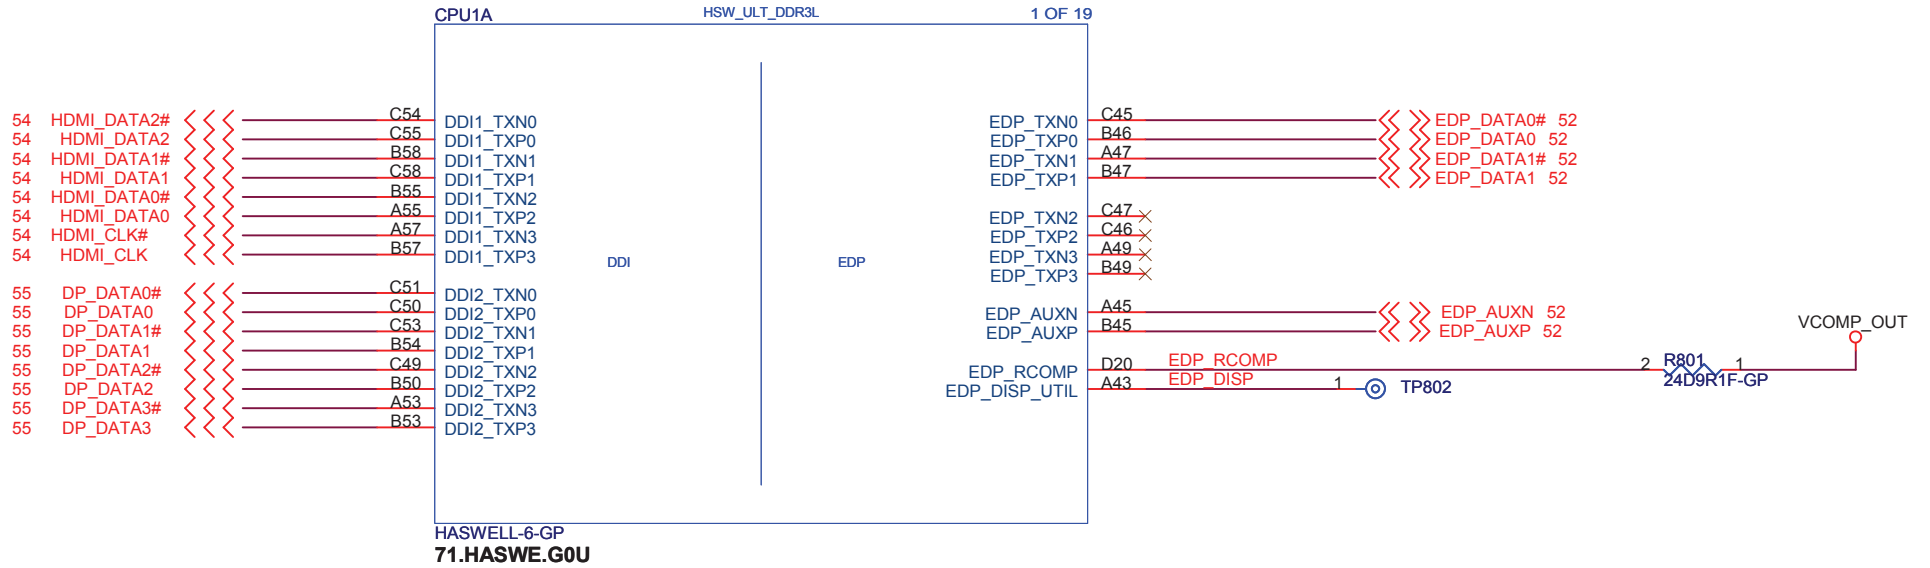 CPU1A HSW_ULT_DDR3L 1 OF 19
54 HDMI_DATA2# C54 DDI1_TXN0 EDP_TXN0 C45 EDP_DATA0# 52
54 HDMI_DATA2 C55 DDI1_TXP0 EDP_TXP0 B46 EDP_DATA0 52
54 HDMI_DATA1# B58 DDI1_TXN1 EDP_TXN1 A47 EDP_DATA1# 52
54 HDMI_DATA1 C58 DDI1_TXP1 EDP_TXP1 B47 EDP_DATA1 52
54 HDMI_DATA0# B55 DDI1_TXN2
54 HDMI_DATA0 A55 DDI1_TXP2 EDP_TXN2 C47
54 HDMI_CLK# A57 DDI1_TXN3 EDP_TXP2 C46
54 HDMI_CLK B57 DDI1_TXP3 EDP_TXN3 A49
DDI EDP
EDP_TXP3 B49
55 DP_DATA0# C51 DDI2_TXN0
55 DP_DATA0 C50 DDI2_TXP0 EDP_AUXN A45 EDP_AUXN 52
55 DP_DATA1# C53 DDI2_TXN1 EDP_AUXP B45 EDP_AUXP 52
VCOMP_OUT
55 DP_DATA1 B54 DDI2_TXP1
55 DP_DATA2# C49 DDI2_TXN2 EDP_RCOMP D20 EDP_RCOMP 2 R801 1
24D9R1F-GP
55 DP_DATA2 B50 DDI2_TXP2 EDP_DISP_UTIL A43 EDP_DISP 1 TP802
55 DP_DATA3# A53 DDI2_TXN3
55 DP_DATA3 B53 DDI2_TXP3
HASWELL-6-GP
71.HASWE.G0U